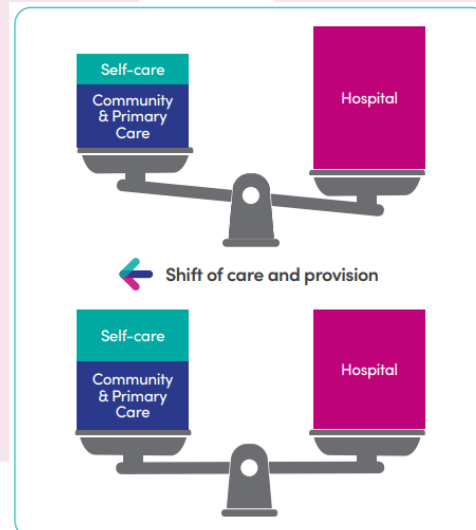 Self-care
Community
& Primary
Care
Hospital
Shift of care and provision
Self-care
Community
& Primary
Care
Hospital